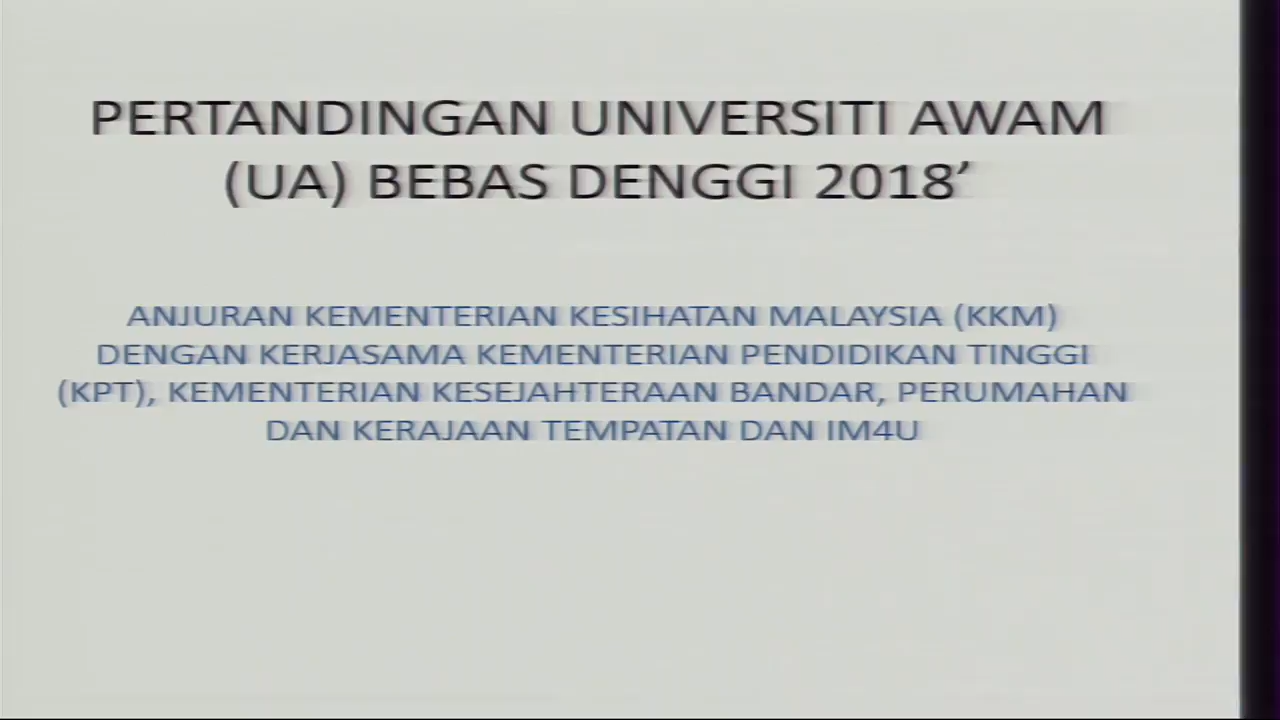 PERTANDINGAN UNIVERSITI AWAM
(UA) BEBAS DENGGI 2018’
ANJURAN KEMENTERIAN KESIHATAN MALAYSIA (KKM)
DENGAN KERJASAMA KEMENTERIAN PENDIDIKAN TINGGI
(KPT), KEMENTERIAN KESEJAHTERAAN BANDAR, PERUMAHAN
DAN KERAJAAN TEMPATAN DAN IM4U